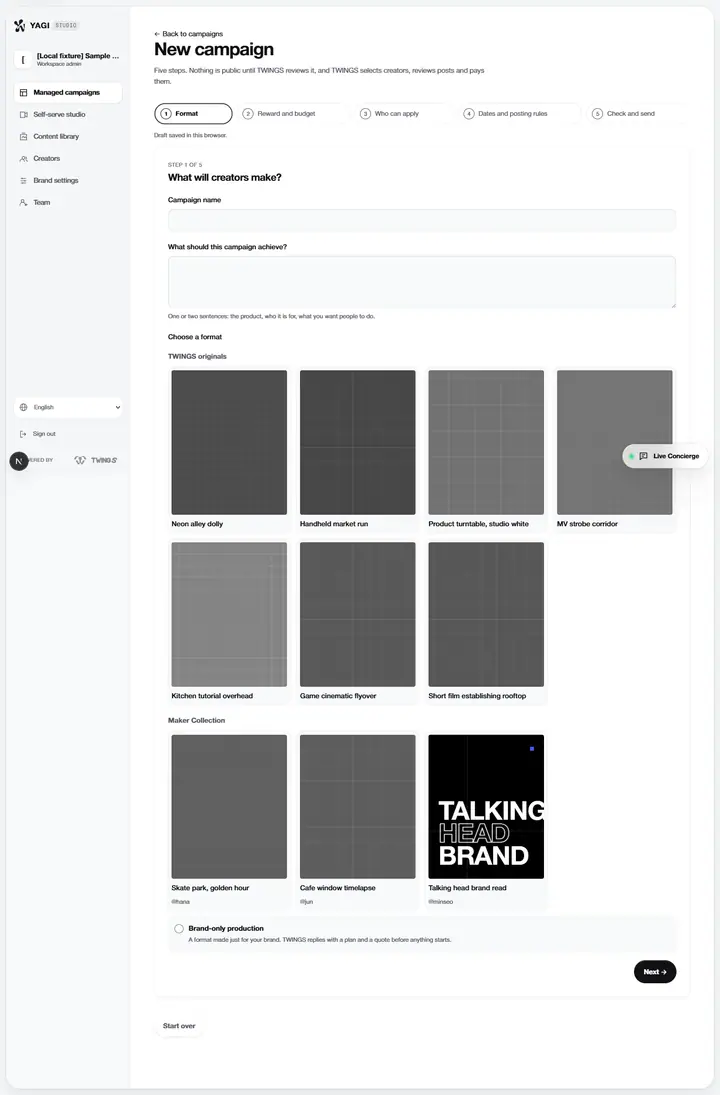 YAGI STUDIO
[
[Local fixture] Sample ...
Workspace admin
Managed campaigns
Self-serve studio
Content library
Creators
Brand settings
Team
English
Sign out
N
ERED BY
TWINGS
← Back to campaigns
New campaign
Five steps. Nothing is public until TWINGS reviews it, and TWINGS selects creators, reviews posts and pays
them.
1 Format
2 Reward and budget
3 Who can apply
4 Dates and posting rules
5 Check and send
Draft saved in this browser.
STEP 1 OF 5
What will creators make?
Campaign name
What should this campaign achieve?
One or two sentences: the product, who it is for, what you want people to do.
Choose a format
TWINGS originals
Neon alley dolly
Handheld market run
Product turntable, studio white
MV strobe corridor
Live Concierge
Kitchen tutorial overhead
Game cinematic flyover
Short film establishing rooftop
Maker Collection
TALKING
HEAD
BRAND
Skate park, golden hour
@hana
Cafe window timelapse
@jun
Talking head brand read
@minseo
Brand-only production
A format made just for your brand. TWINGS replies with a plan and a quote before anything starts.
Next →
Start over